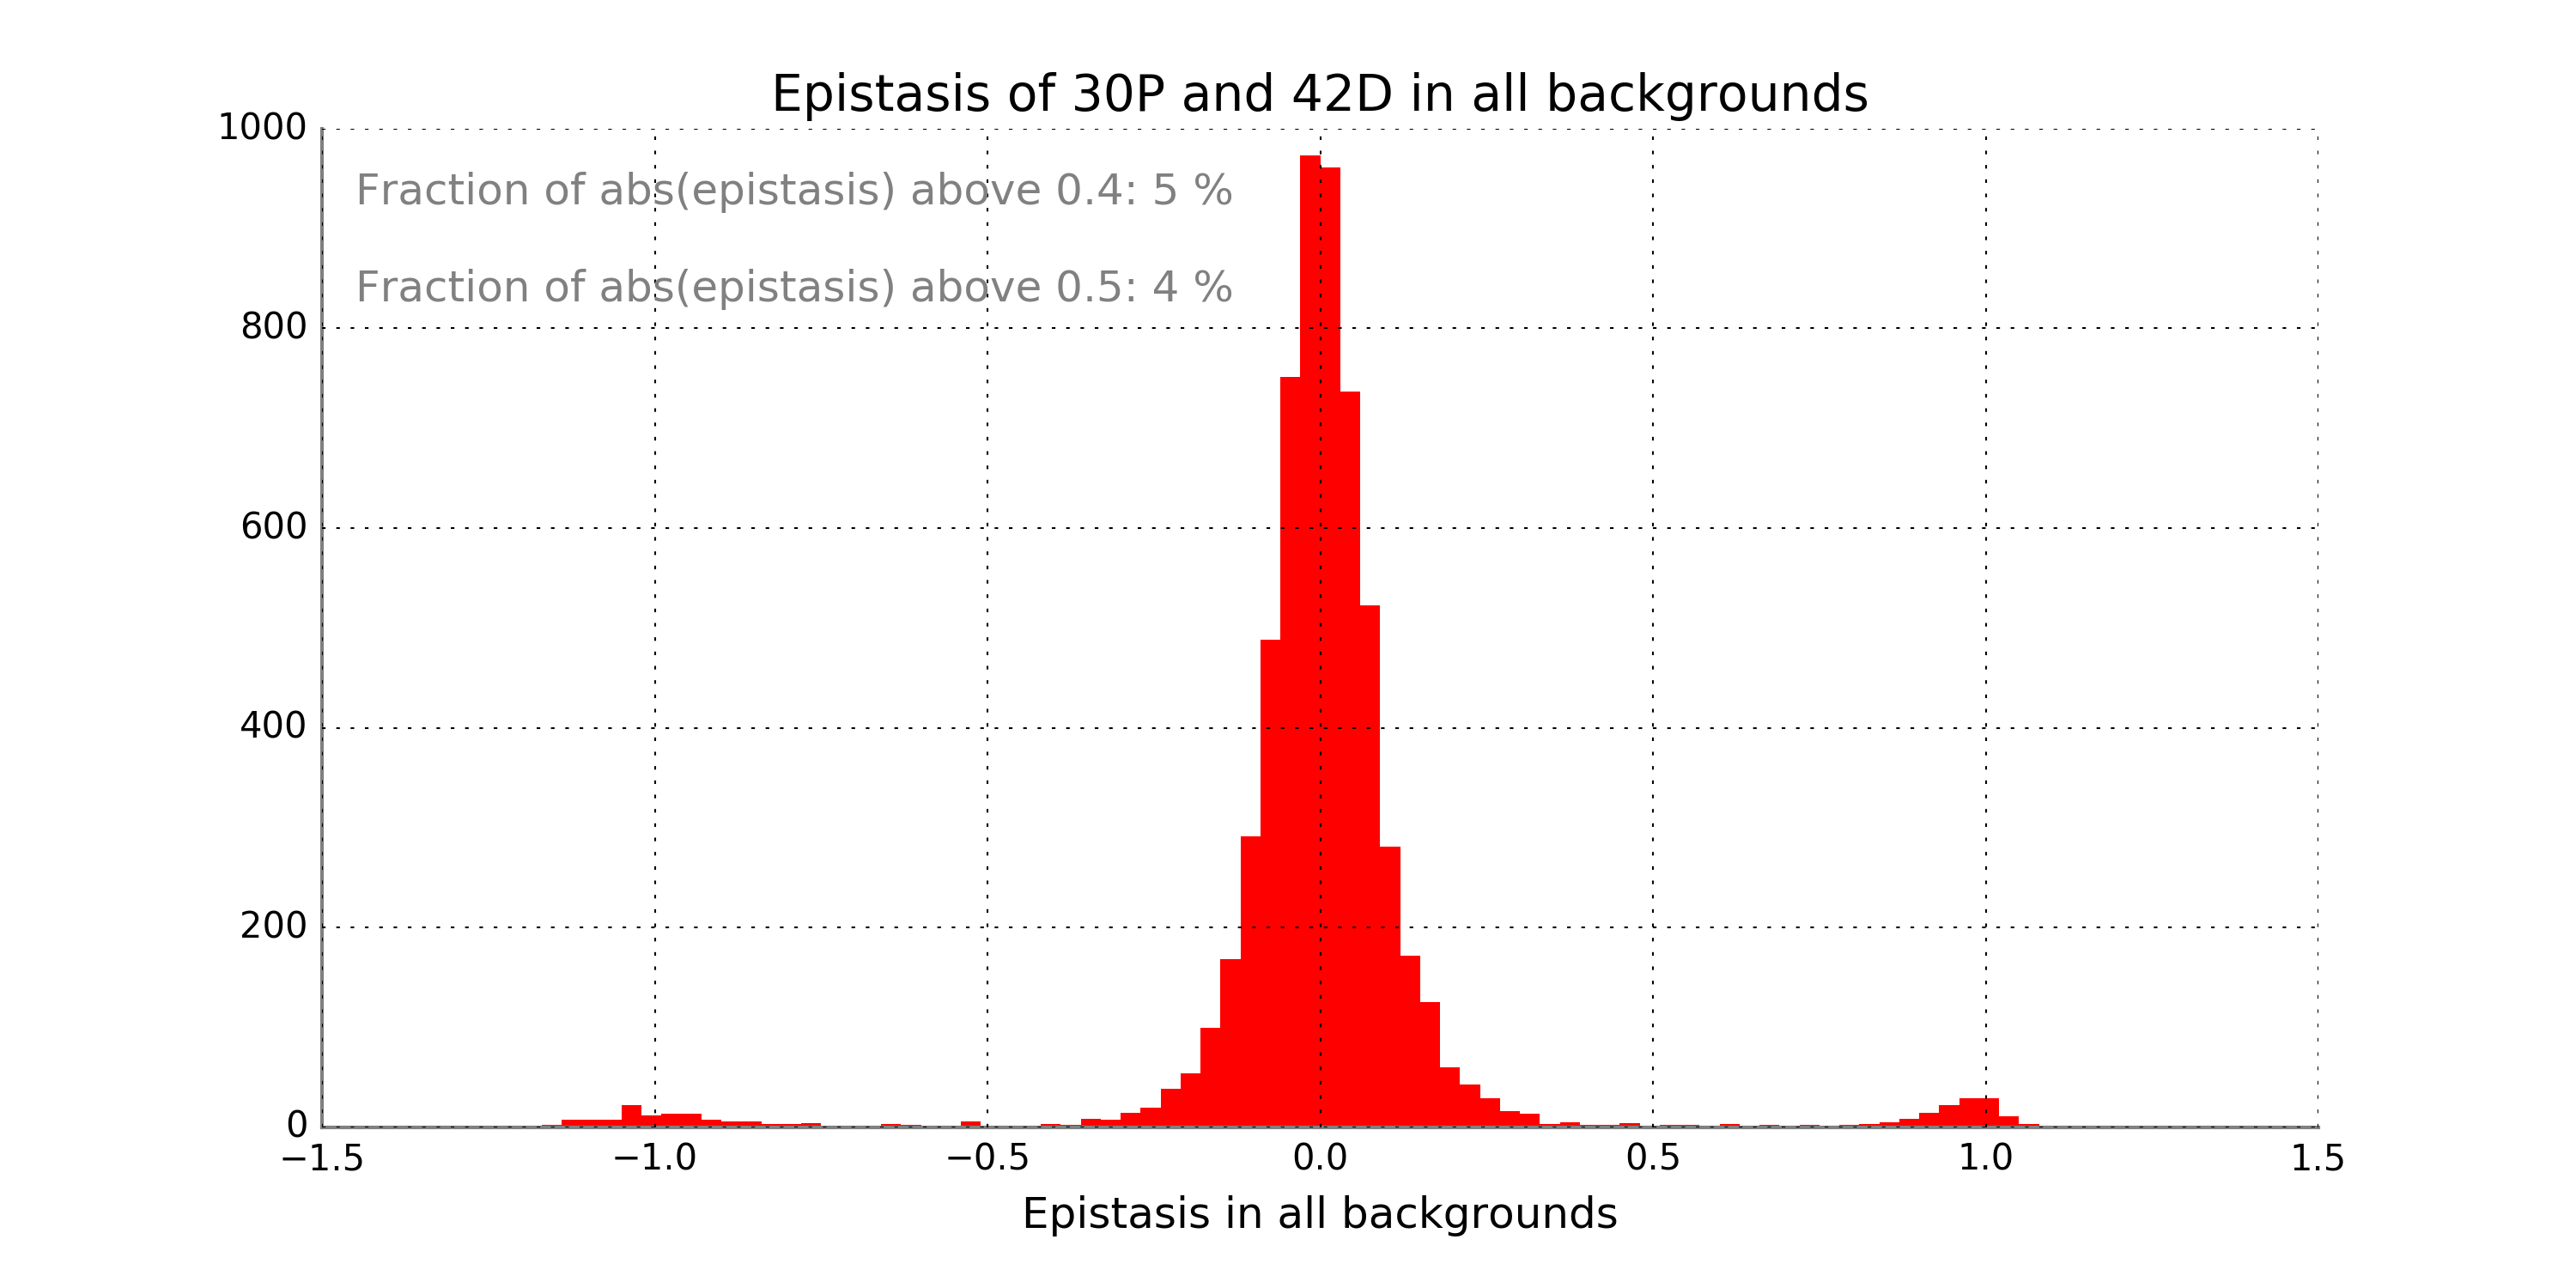 Epistasis of 30P and 42D in all backgrounds
1000
Fraction of abs(epistasis) above 0.4: 5 %
Fraction of abs(epistasis) above 0.5: 4 %
800
600
400
200
0
−1.5 −1.0 −0.5 0.0 0.5 1.0 1.5
Epistasis in all backgrounds